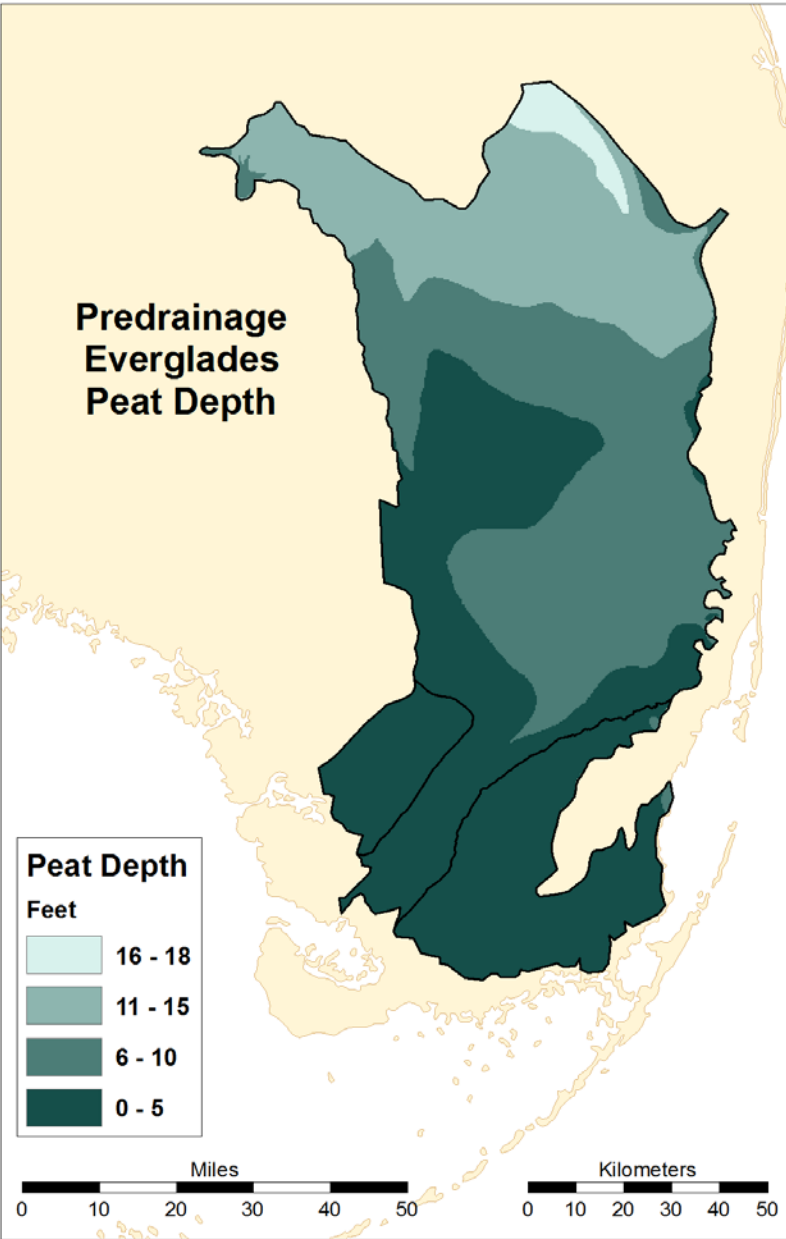 Predrainage
Everglades
Peat Depth
Peat Depth
Feet
16 - 18
11 - 15
6 - 10
0 - 5
Miles
0 10 20 30 40 50
Kilometers
0 10 20 30 40 50